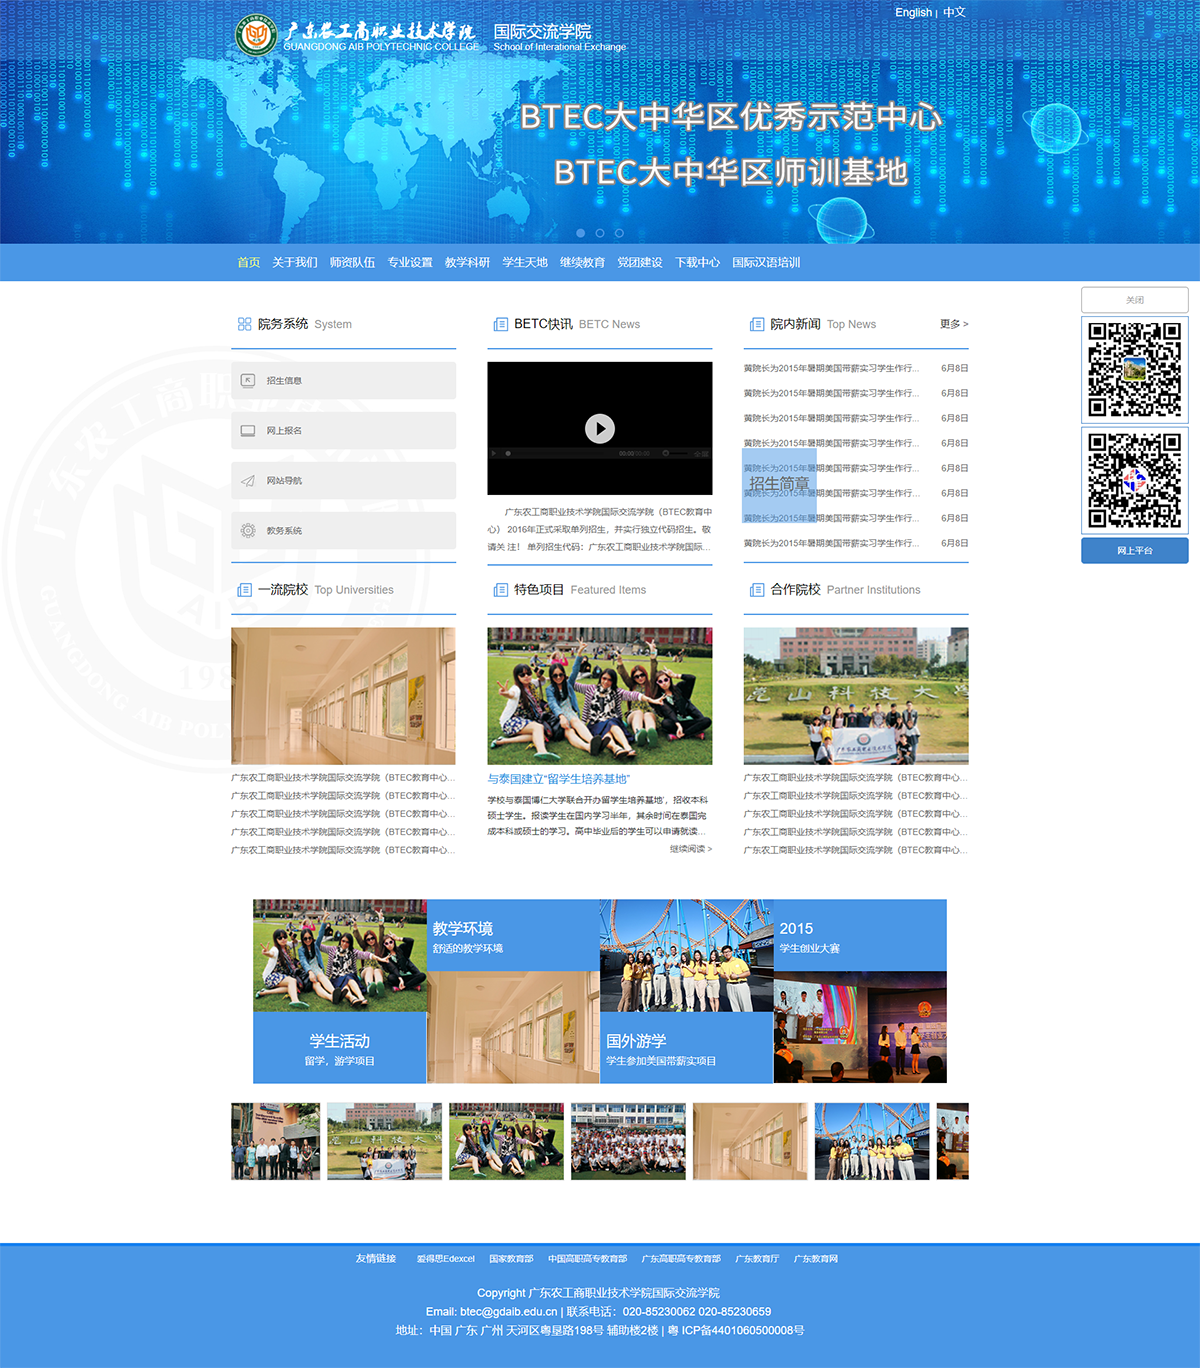 English | 中文
广东农工商职业技术学院
GUANGDONG AIB POLYTECHNIC COLLEGE
国际交流学院
School of Interational Exchange
BTEC大中华区优秀示范中心
BTEC大中华区师训基地
首页 关于我们 师资队伍 专业设置 教学科研 学生天地 继续教育 党团建设 下载中心 国际汉语培训
关闭
网上平台
院务系统 System
招生信息
网上报名
网站导航
教务系统
BETC快讯 BETC News
00:00/00:00
广东农工商职业技术学院国际交流学院（BTEC教育中
心） 2016年正式采取单列招生，并实行独立代码招生。敬
请关 注！ 单列招生代码：广东农工商职业技术学院国际...
院内新闻 Top News 更多 >
黄院长为2015年暑期美国带薪实习学生作行... 6月8日
黄院长为2015年暑期美国带薪实习学生作行... 6月8日
黄院长为2015年暑期美国带薪实习学生作行... 6月8日
黄院长为2015年暑期美国带薪实习学生作行... 6月8日
黄院长为2015年暑期美国带薪实习学生作行... 6月8日
招生简章
黄院长为2015年暑期美国带薪实习学生作行... 6月8日
黄院长为2015年暑期美国带薪实习学生作行... 6月8日
黄院长为2015年暑期美国带薪实习学生作行... 6月8日
一流院校 Top Universities
广东农工商职业技术学院国际交流学院（BTEC教育中心...
广东农工商职业技术学院国际交流学院（BTEC教育中心...
广东农工商职业技术学院国际交流学院（BTEC教育中心...
广东农工商职业技术学院国际交流学院（BTEC教育中心...
广东农工商职业技术学院国际交流学院（BTEC教育中心...
特色项目 Featured Items
与泰国建立“留学生培养基地”
学校与泰国博仁大学联合开办留学生培养基地’，招收本科
硕士学生。报读学生在国内学习半年，其余时间在泰国完
成本科或硕士的学习。高中毕业后的学生可以申请就读...
继续阅读 >
合作院校 Partner Institutions
昆山科技大学
广东农工商职业技术学院
广东农工商职业技术学院国际交流学院（BTEC教育中心...
广东农工商职业技术学院国际交流学院（BTEC教育中心...
广东农工商职业技术学院国际交流学院（BTEC教育中心...
广东农工商职业技术学院国际交流学院（BTEC教育中心...
广东农工商职业技术学院国际交流学院（BTEC教育中心...
教学环境
舒适的教学环境
2015
学生创业大赛
学生活动
留学，游学项目
国外游学
学生参加美国带薪实项目
友情链接 爱得思Edexcel 国家教育部 中国高职高专教育部 广东高职高专教育部 广东教育厅 广东教育网
Copyright 广东农工商职业技术学院国际交流学院
Email: btec@gdaib.edu.cn | 联系电话：020-85230062 020-85230659
地址：中国 广东 广州 天河区粤垦路198号 辅助楼2楼 | 粤 ICP备4401060500008号